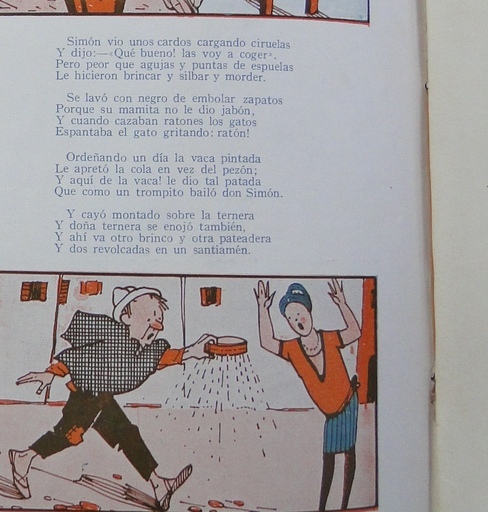 Simón vio unos cardos cargando ciruelas
Y dijo:—«Qué bueno! las voy a coger».
Pero peor que agujas y puntas de espuelas
Le hicieron brincar y silbar y morder.
Se lavó con negro de embolar zapatos
Porque su mamita no le dio jabón,
Y cuando cazaban ratones los gatos
Espantaba el gato gritando: ratón!
Ordeñando un día la vaca pintada
Le apretó la cola en vez del pezón;
Y aquí de la vaca! le dio tal patada
Que como un trompito bailó don Simón.
Y cayó montado sobre la ternera
Y doña ternera se enojó también,
Y ahí va otro brinco y otra pateadera
Y dos revolcadas en un santiamén.